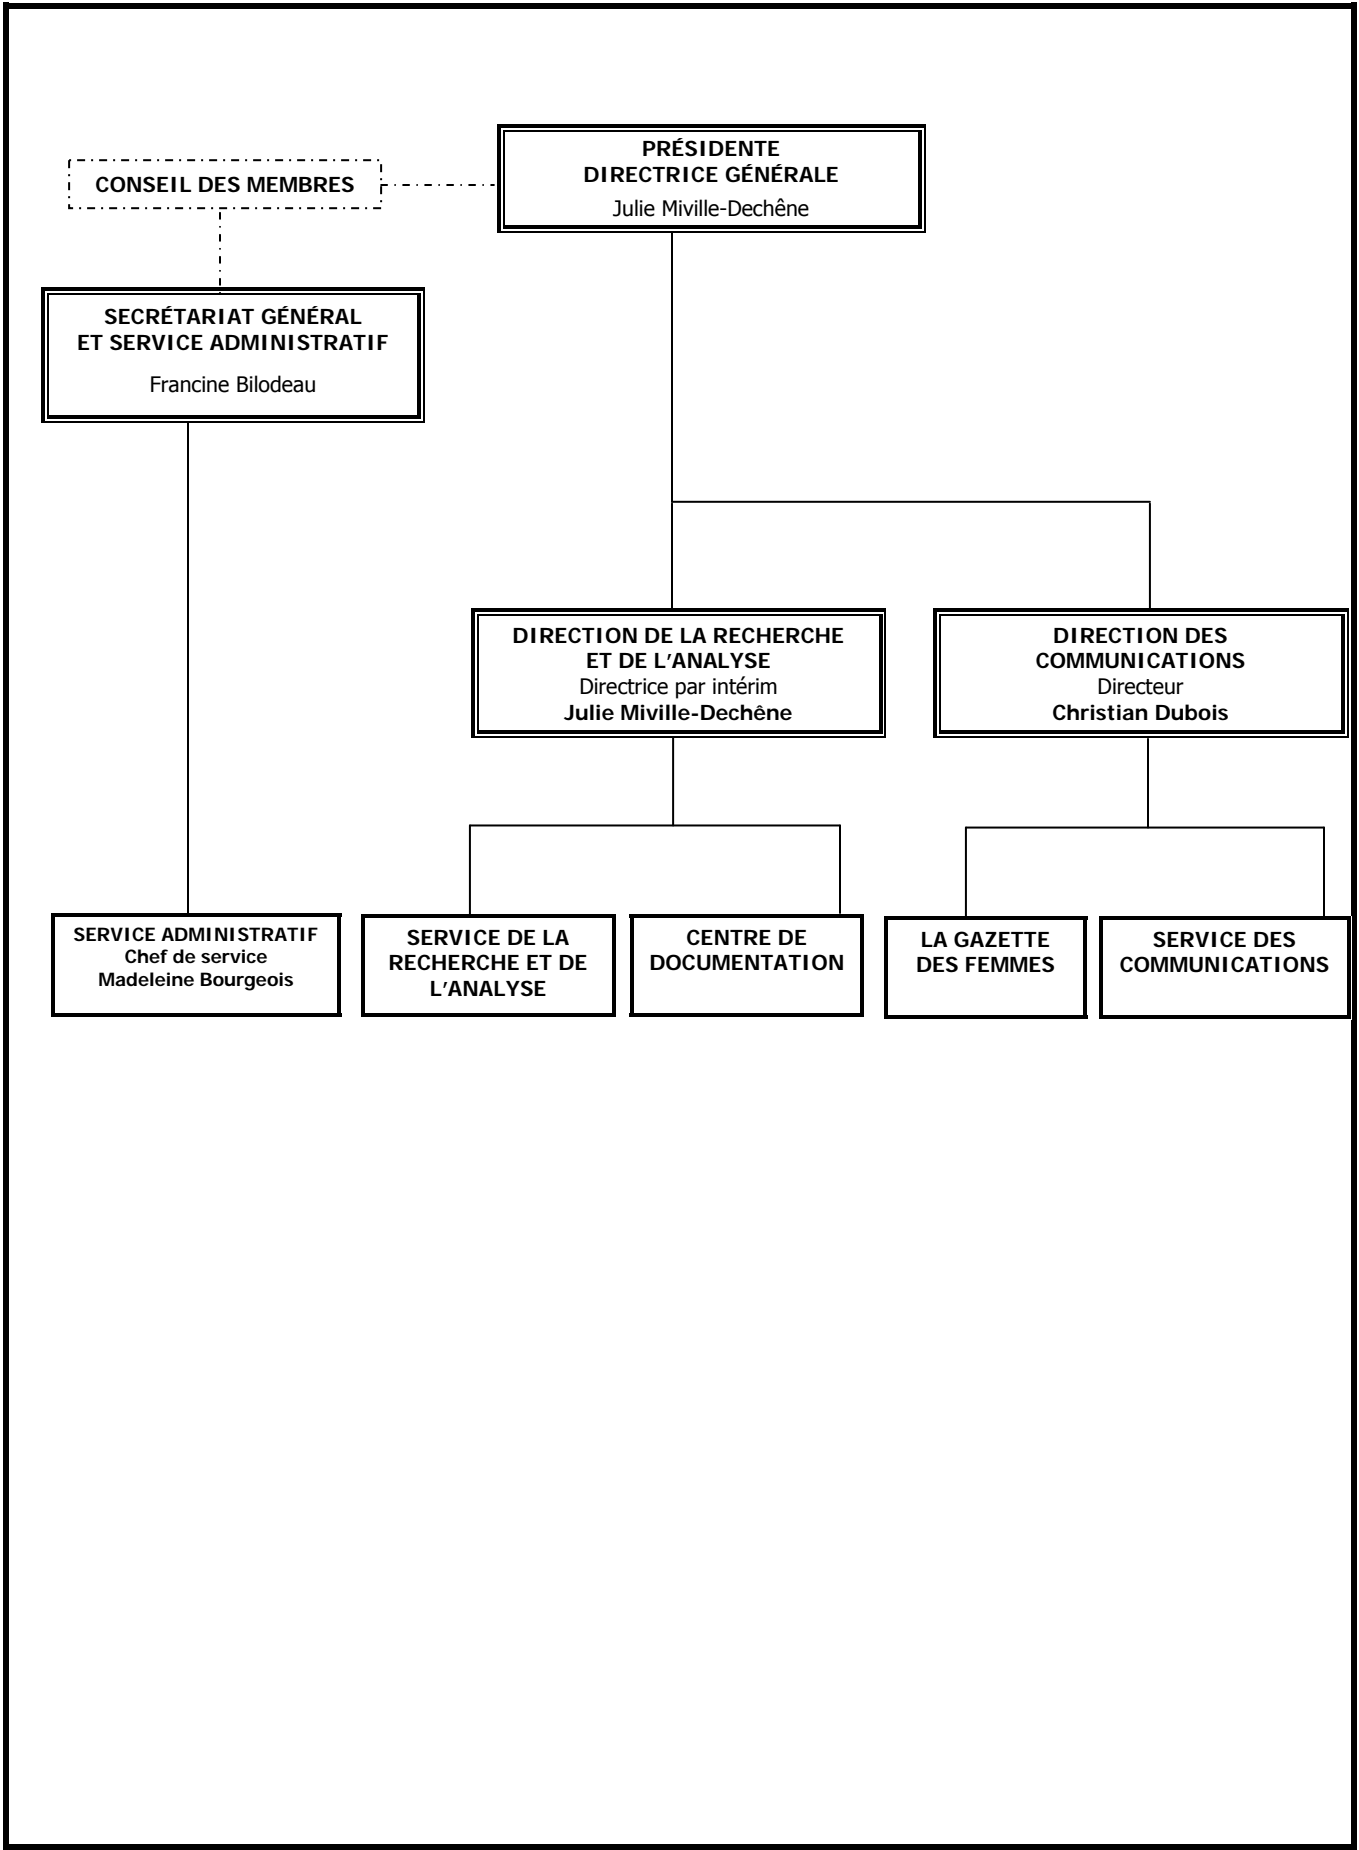 PRÉSIDENTE
DIRECTRICE GÉNÉRALE
Julie Miville-Dechêne
CONSEIL DES MEMBRES
SECRÉTARIAT GÉNÉRAL
ET SERVICE ADMINISTRATIF
Francine Bilodeau
DIRECTION DE LA RECHERCHE
ET DE L’ANALYSE
Directrice par intérim
Julie Miville-Dechêne
DIRECTION DES
COMMUNICATIONS
Directeur
Christian Dubois
SERVICE ADMINISTRATIF
Chef de service
Madeleine Bourgeois
SERVICE DE LA
RECHERCHE ET DE
L’ANALYSE
CENTRE DE
DOCUMENTATION
LA GAZETTE
DES FEMMES
SERVICE DES
COMMUNICATIONS